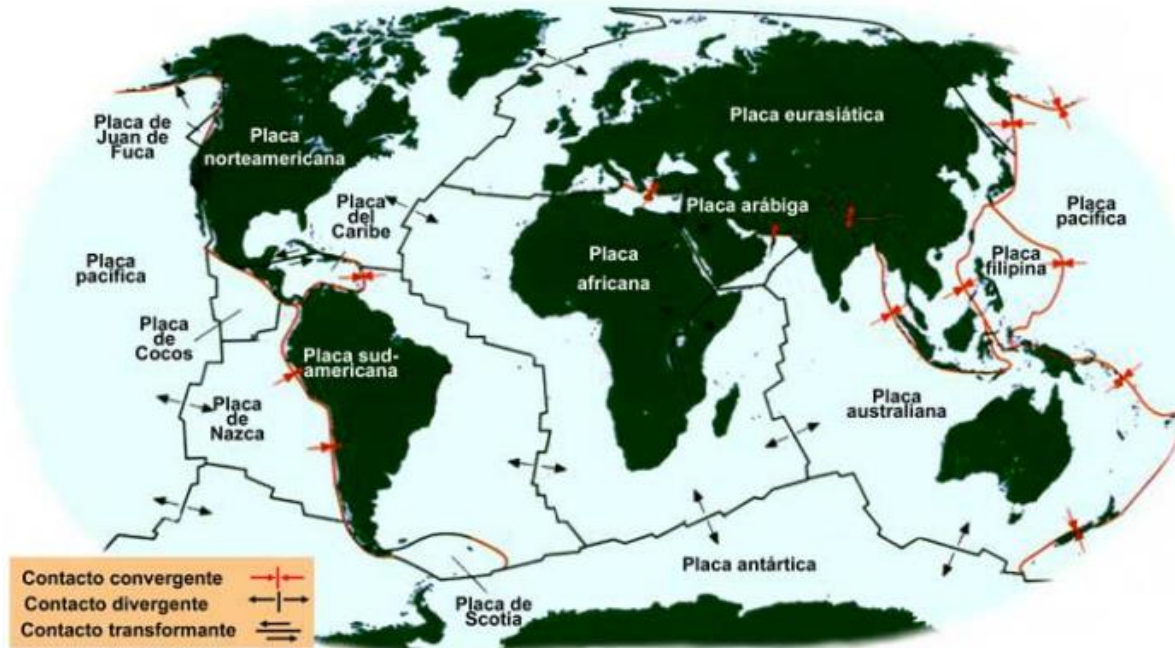 Placa de
Juan de
Fuca
Placa
norteamericana
Placa eurasiática
Placa
del
Caribe
Placa arábiga
Placa
pacífica
Placa
filipina
Placa
pacífica
Placa
africana
Placa
de
Cocos
Placa sud-
americana
Placa
de
Nazca
Placa
australiana
Placa antártica
Placa de
Scotia
Contacto convergente
Contacto divergente
Contacto transformante